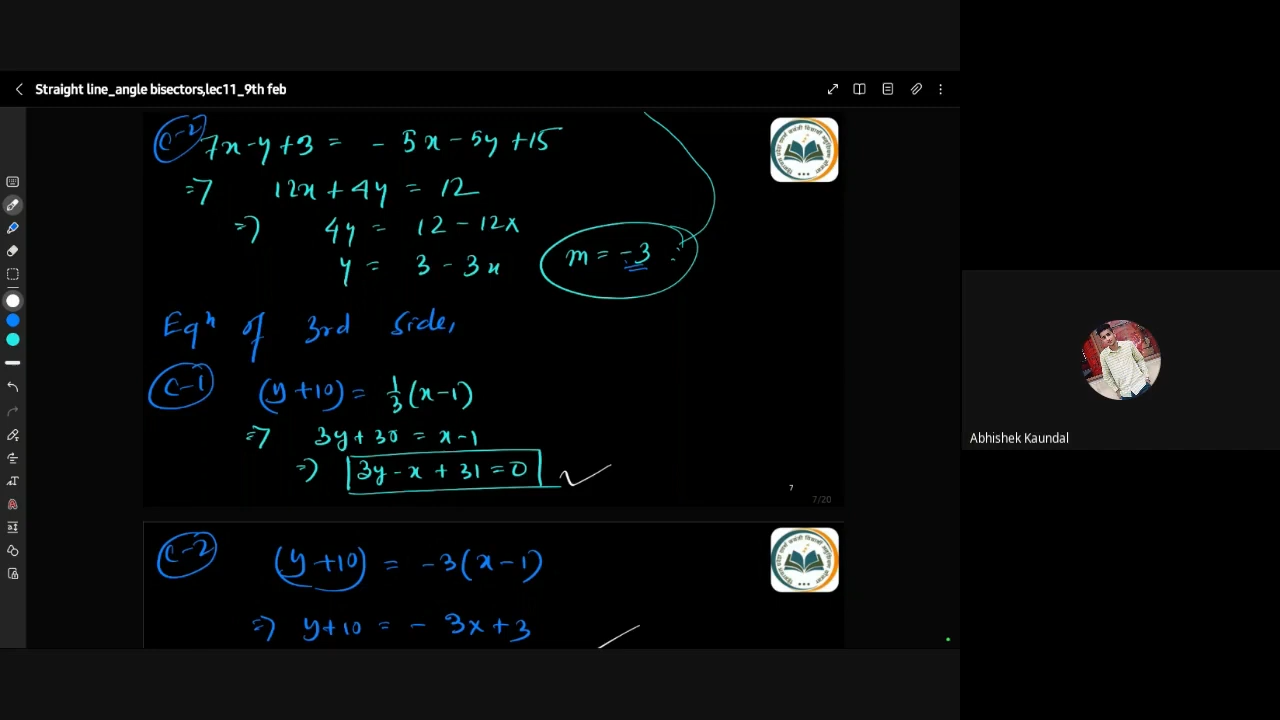 Straight line_angle bisectors,lec11_9th feb
C-2
7x-y+3 = - 5x-5y+15
=> 12x + 4y = 12
=> 4y = 12 - 12x
y = 3 - 3x
m = -3
Eqⁿ of 3rd side,
C-1
(y+10) = 1/3 (x-1)
=> 3y+30 = x-1
=> 3y-x+31=0
7
7/20
C-2
(y+10) = -3(x-1)
=> y+10 = - 3x+3
Abhishek Kaundal